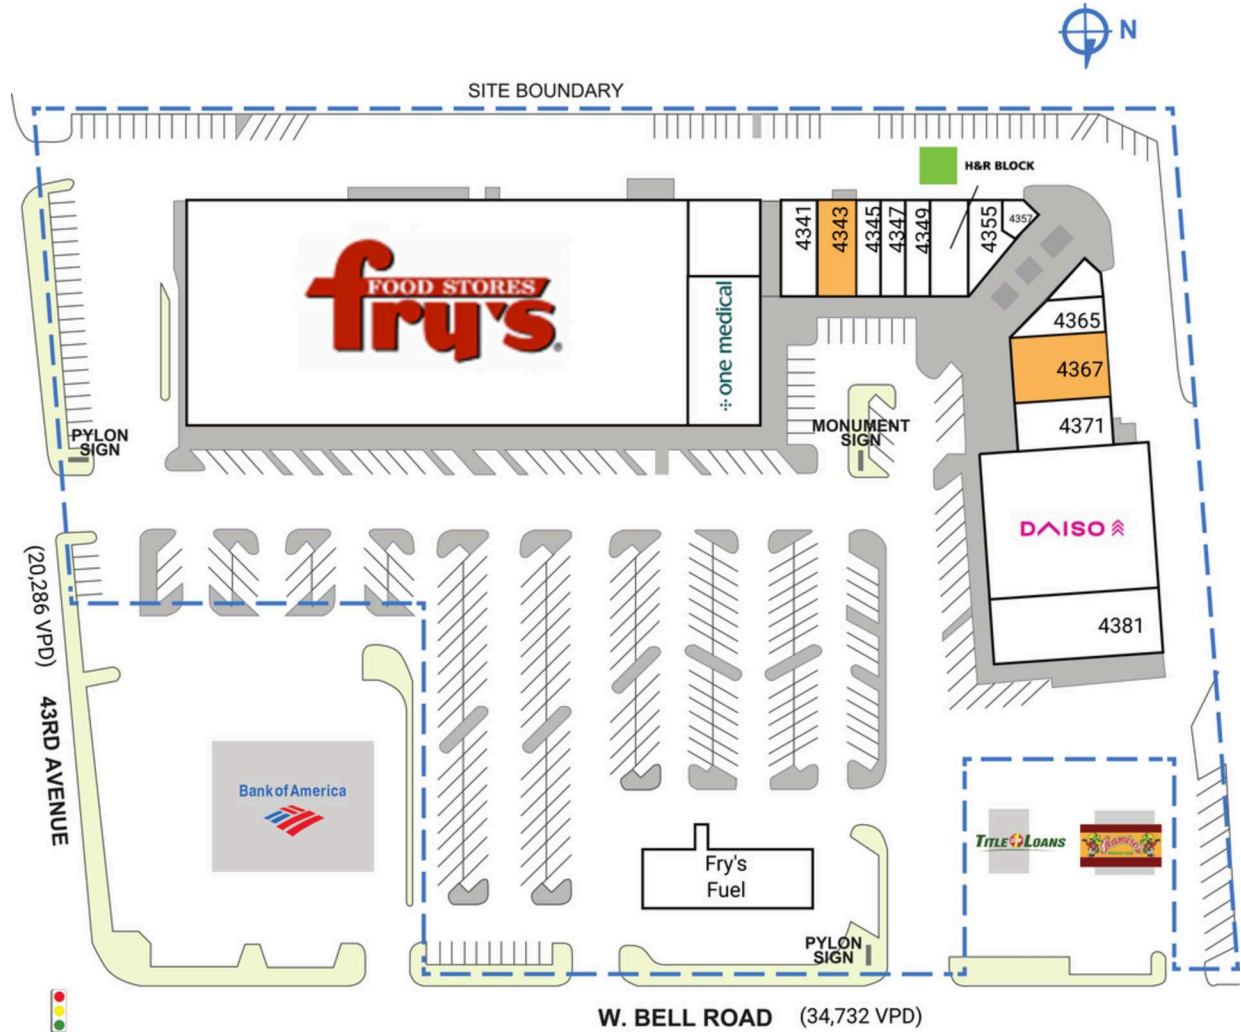 N
SITE BOUNDARY
H&R BLOCK
4341
4343
4345
4347
4349
4355
4357
FOOD STORES
fry's
one medical
4365
4367
4371
PYLON
SIGN
MONUMENT
SIGN
DAISO
4381
(20,286 VPD)
43RD AVENUE
Bank of America
TITLE LOANS
Ramiro's
Fry's
Fuel
PYLON
SIGN
W. BELL ROAD (34,732 VPD)